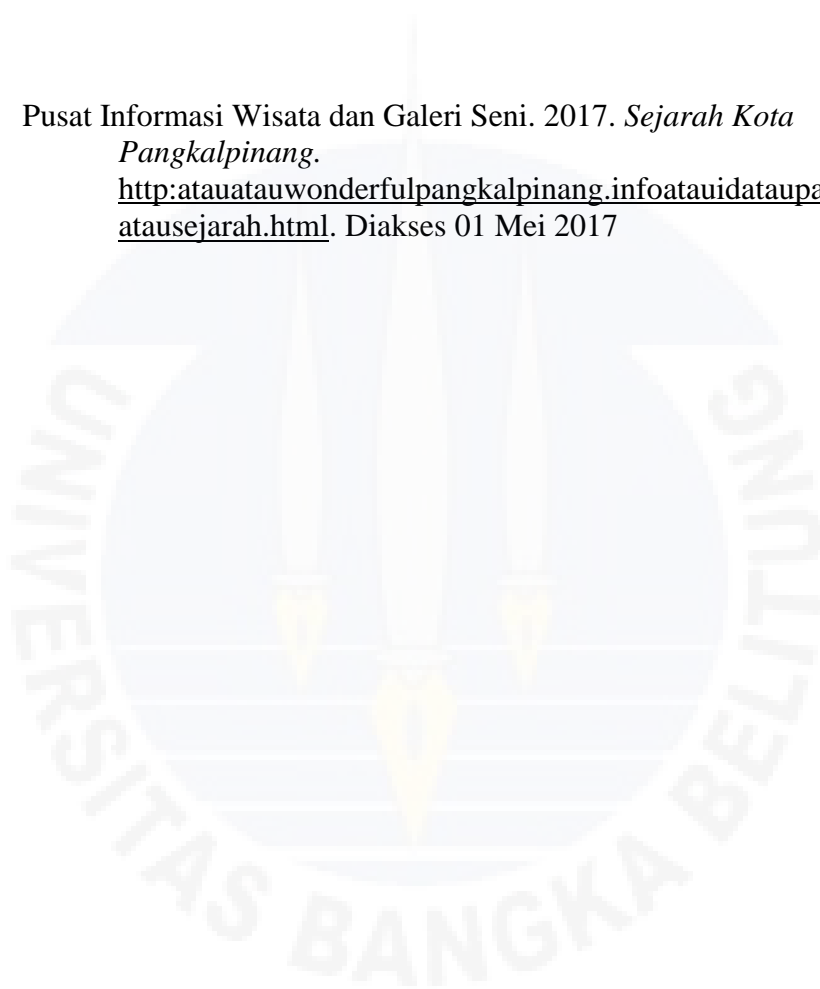 Pusat Informasi Wisata dan Galeri Seni. 2017. Sejarah Kota
Pangkalpinang.
http:atauatauwonderfulpangkalpinang.infoatauidataupa
atausejarah.html. Diakses 01 Mei 2017
UNIVERSITAS BANGKA BELITUNG